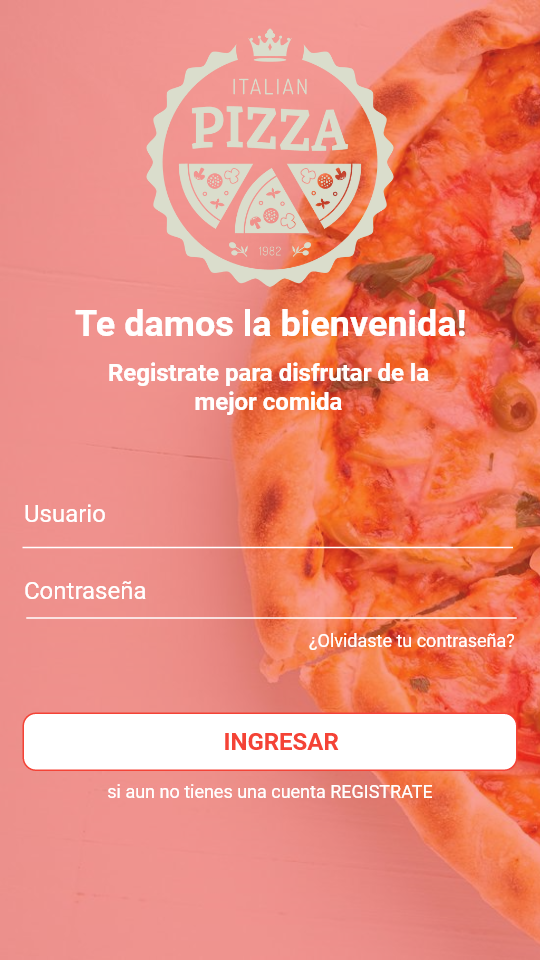 ITALIAN
PIZZA
1982
Te damos la bienvenida!
Registrate para disfrutar de la
mejor comida
Usuario
Contraseña
¿Olvidaste tu contraseña?
INGRESAR
si aun no tienes una cuenta REGISTRATE